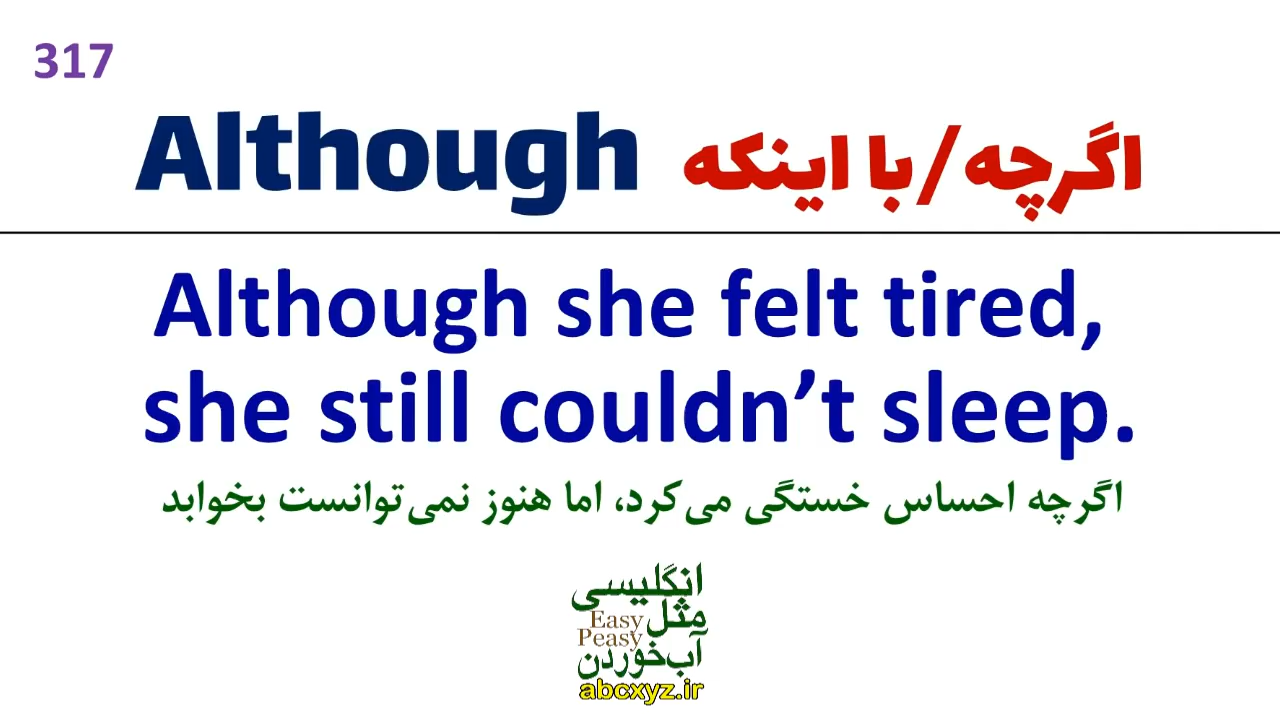 317
Although اگرچه/با اینکه
Although she felt tired,
she still couldn’t sleep.
اگرچه احساس خستگی می‌کرد، اما هنوز نمی‌توانست بخوابد
انگلیسی
مثل
Easy
Peasy
آب‌خوردن
abcxyz.ir